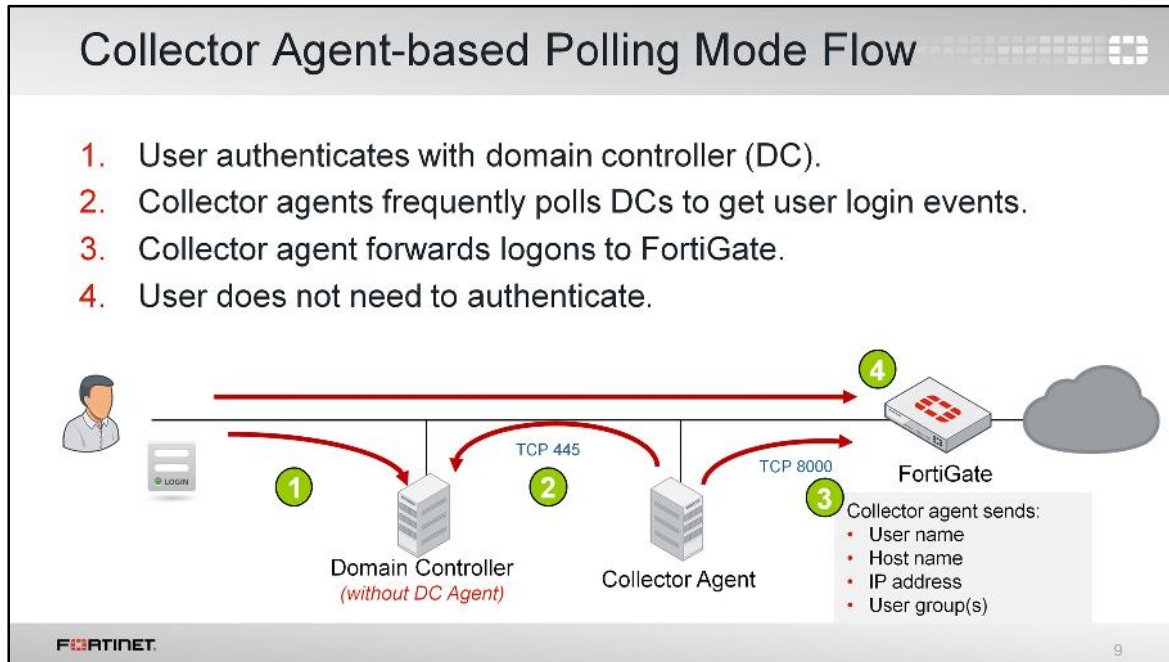 Collector Agent-based Polling Mode Flow
1. User authenticates with domain controller (DC).
2. Collector agents frequently polls DCs to get user login events.
3. Collector agent forwards logons to FortiGate.
4. User does not need to authenticate.
4
TCP 445
TCP 8000
LOGIN
1
2
3
FortiGate
Domain Controller
(without DC Agent)
Collector Agent
Collector agent sends:
• User name
• Host name
• IP address
• User group(s)
FORTINET.
9